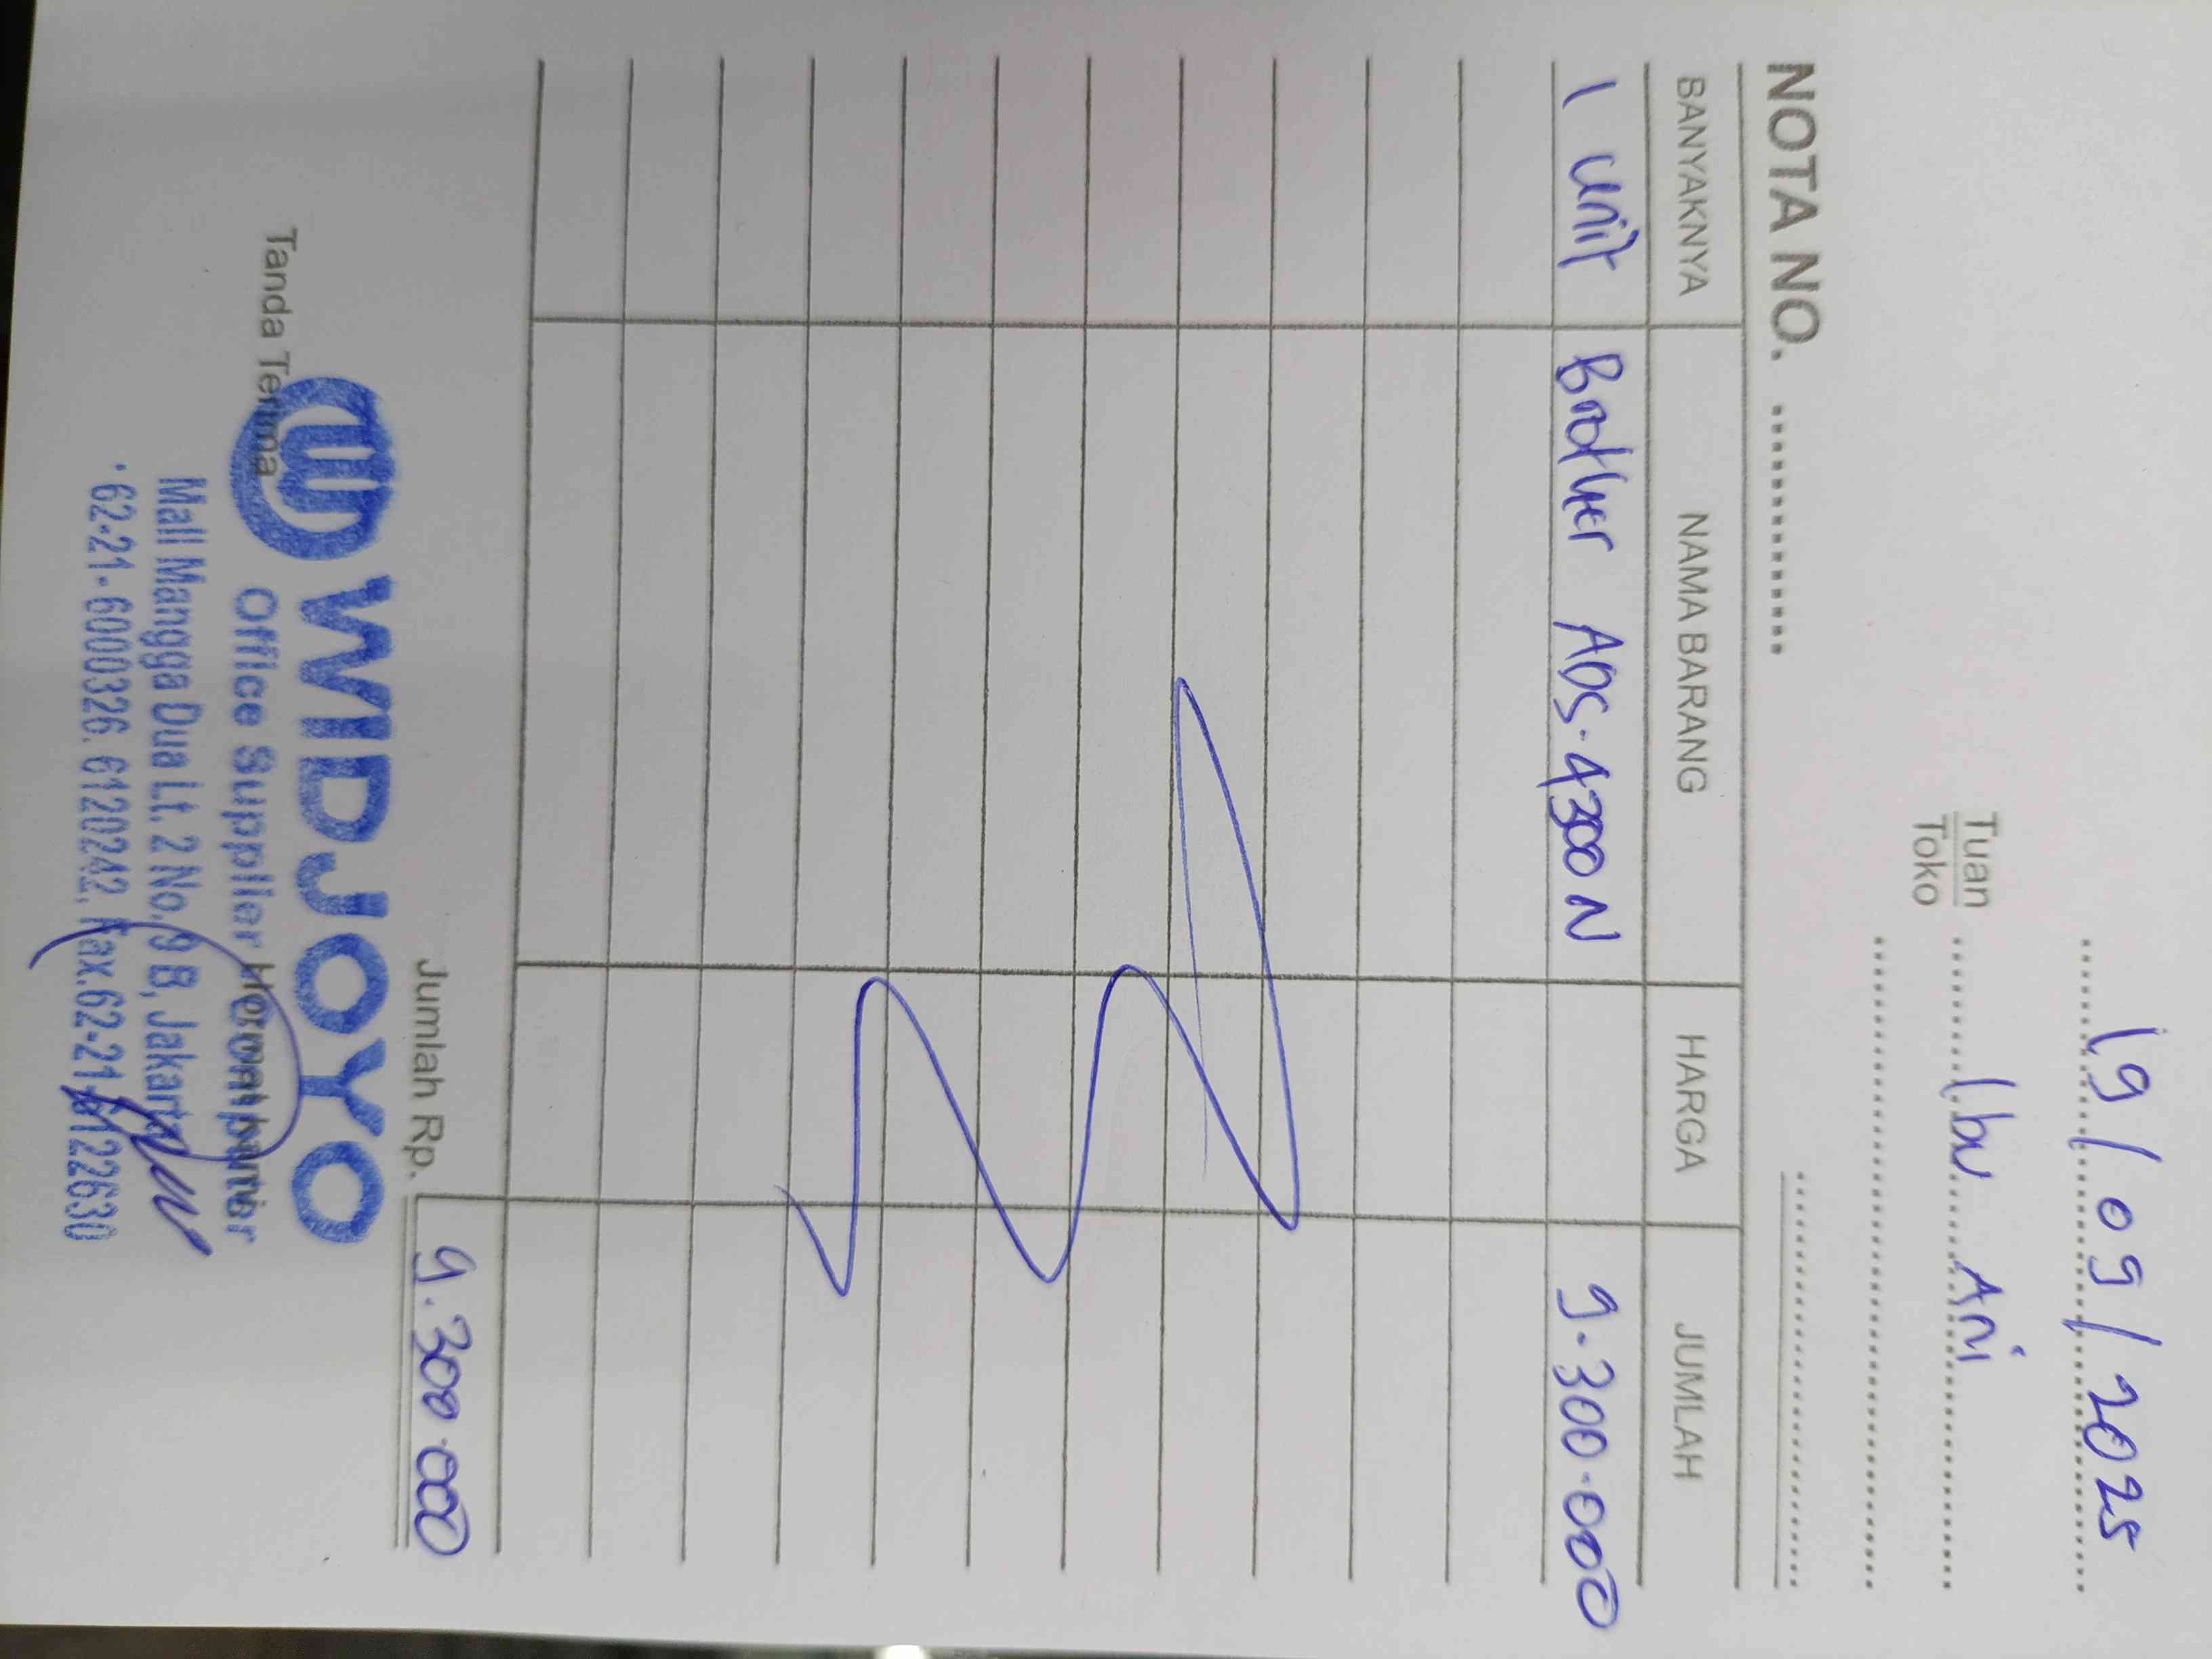 19/09/2025
Tuan Ibu Ani
Toko
NOTA NO.
BANYAKNYA NAMA BARANG HARGA JUMLAH
1 unit Brother ADS-4300N 9.300.000
Jumlah Rp. 9.300.000
Tanda Terima Hormat kami
WIDJOYO
Office Supplier Computer
Mall Mangga Dua Lt. 2 No. 9 B, Jakarta
62-21-6000326. 6120242, Fax.62-21-6122630